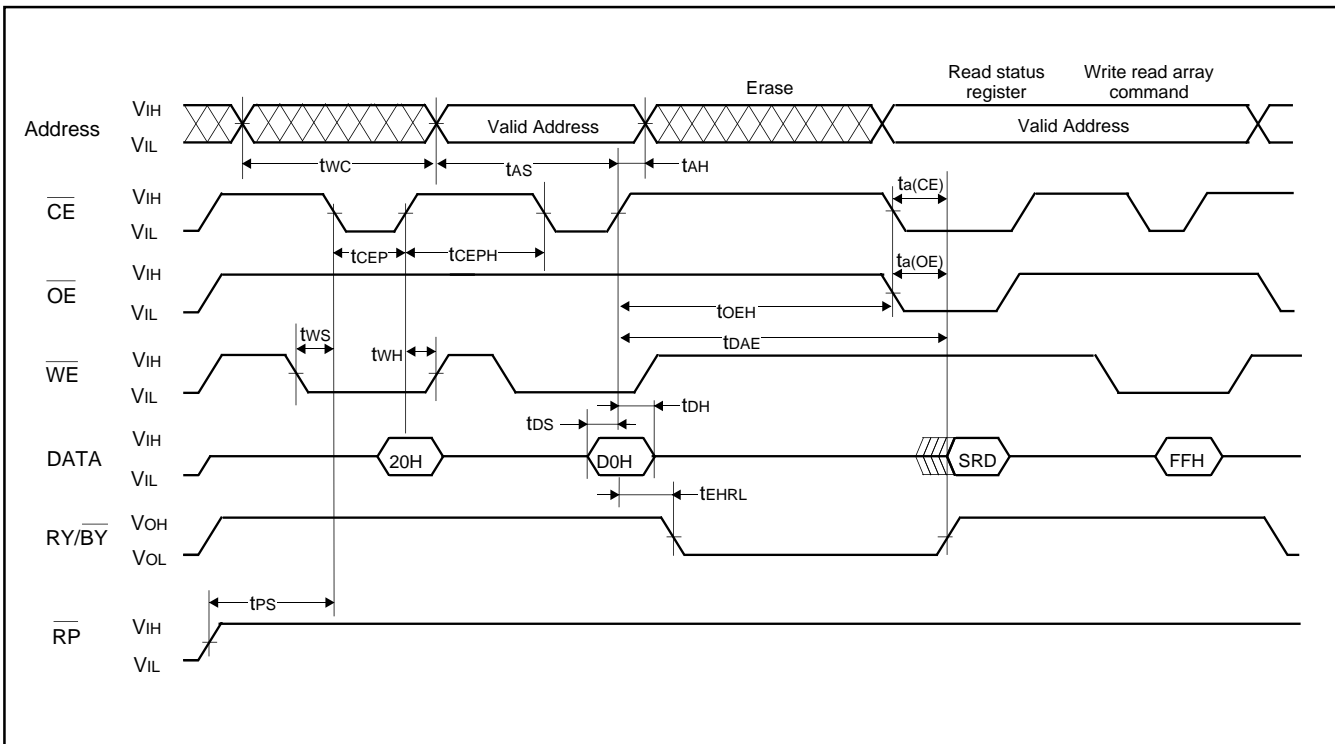 Erase
Read status
register
Write read array
command
Address
VIH
VIL
Valid Address
Valid Address
tWC
tAS
tAH
CE
VIH
VIL
tCEP
tCEPH
ta(CE)
OE
VIH
VIL
ta(OE)
tOEH
tDAE
WE
VIH
VIL
tWS
tWH
tDH
tDS
DATA
VIH
VIL
20H
D0H
SRD
FFH
tEHRL
RY/BY
VOH
VOL
tPS
RP
VIH
VIL